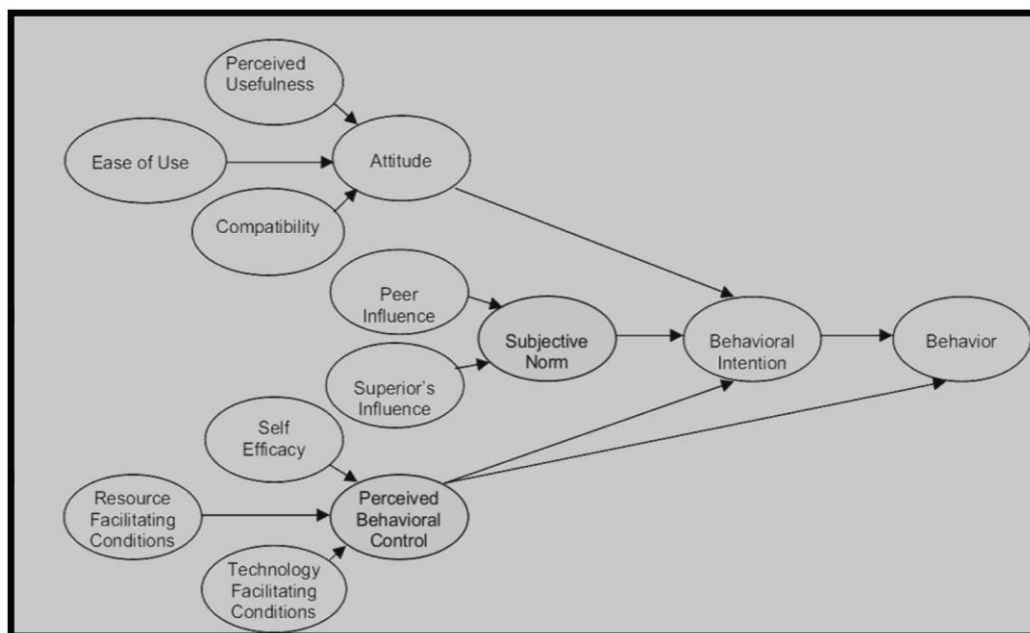 Perceived
Usefulness
Ease of Use
Attitude
Compatibility
Peer
Influence
Subjective
Norm
Behavioral
Intention
Behavior
Superior's
Influence
Self
Efficacy
Resource
Facilitating
Conditions
Perceived
Behavioral
Control
Technology
Facilitating
Conditions